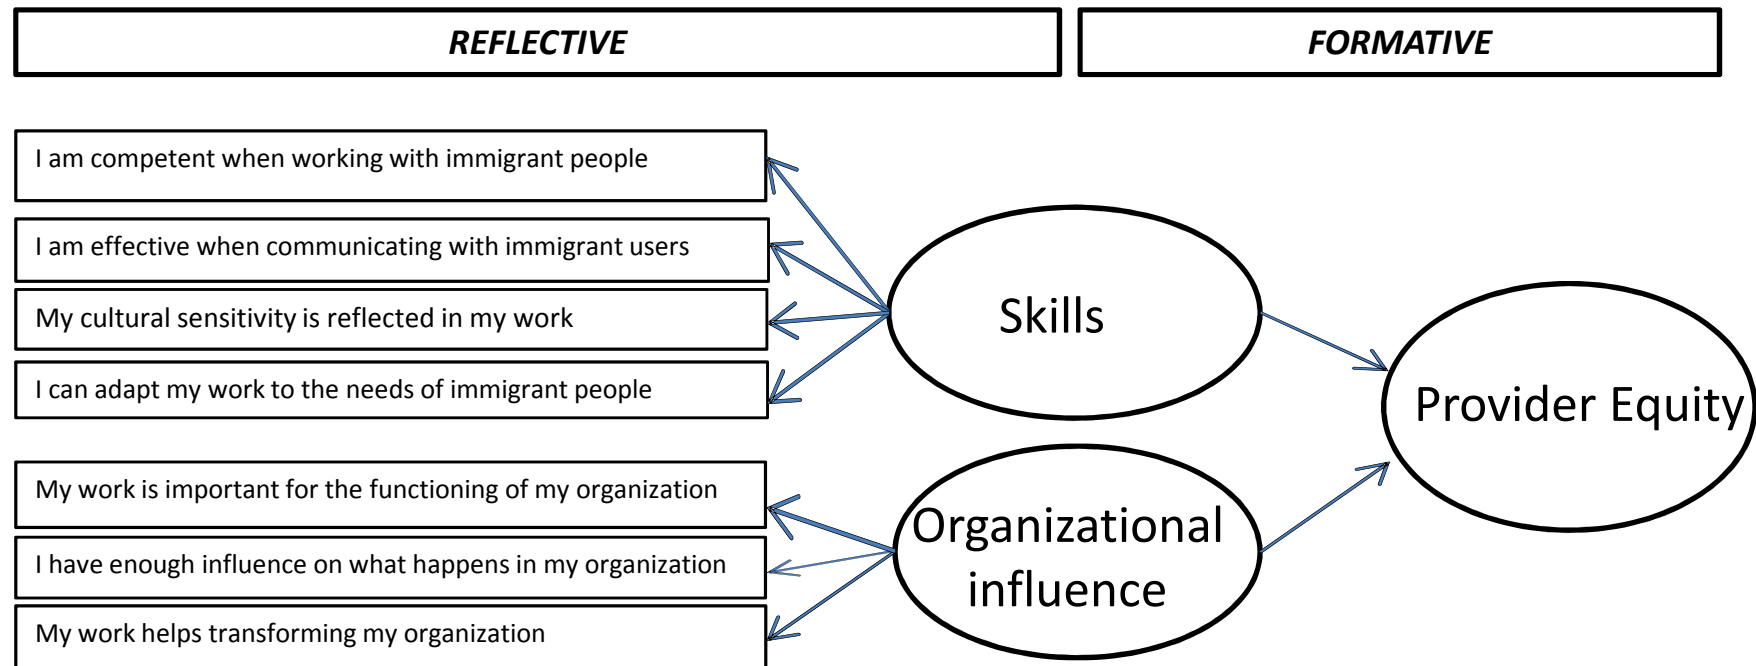 REFLECTIVE
FORMATIVE
I am competent when working with immigrant people
I am effective when communicating with immigrant users
My cultural sensitivity is reflected in my work
I can adapt my work to the needs of immigrant people
My work is important for the functioning of my organization
I have enough influence on what happens in my organization
My work helps transforming my organization
Skills
Organizational
influence
Provider Equity